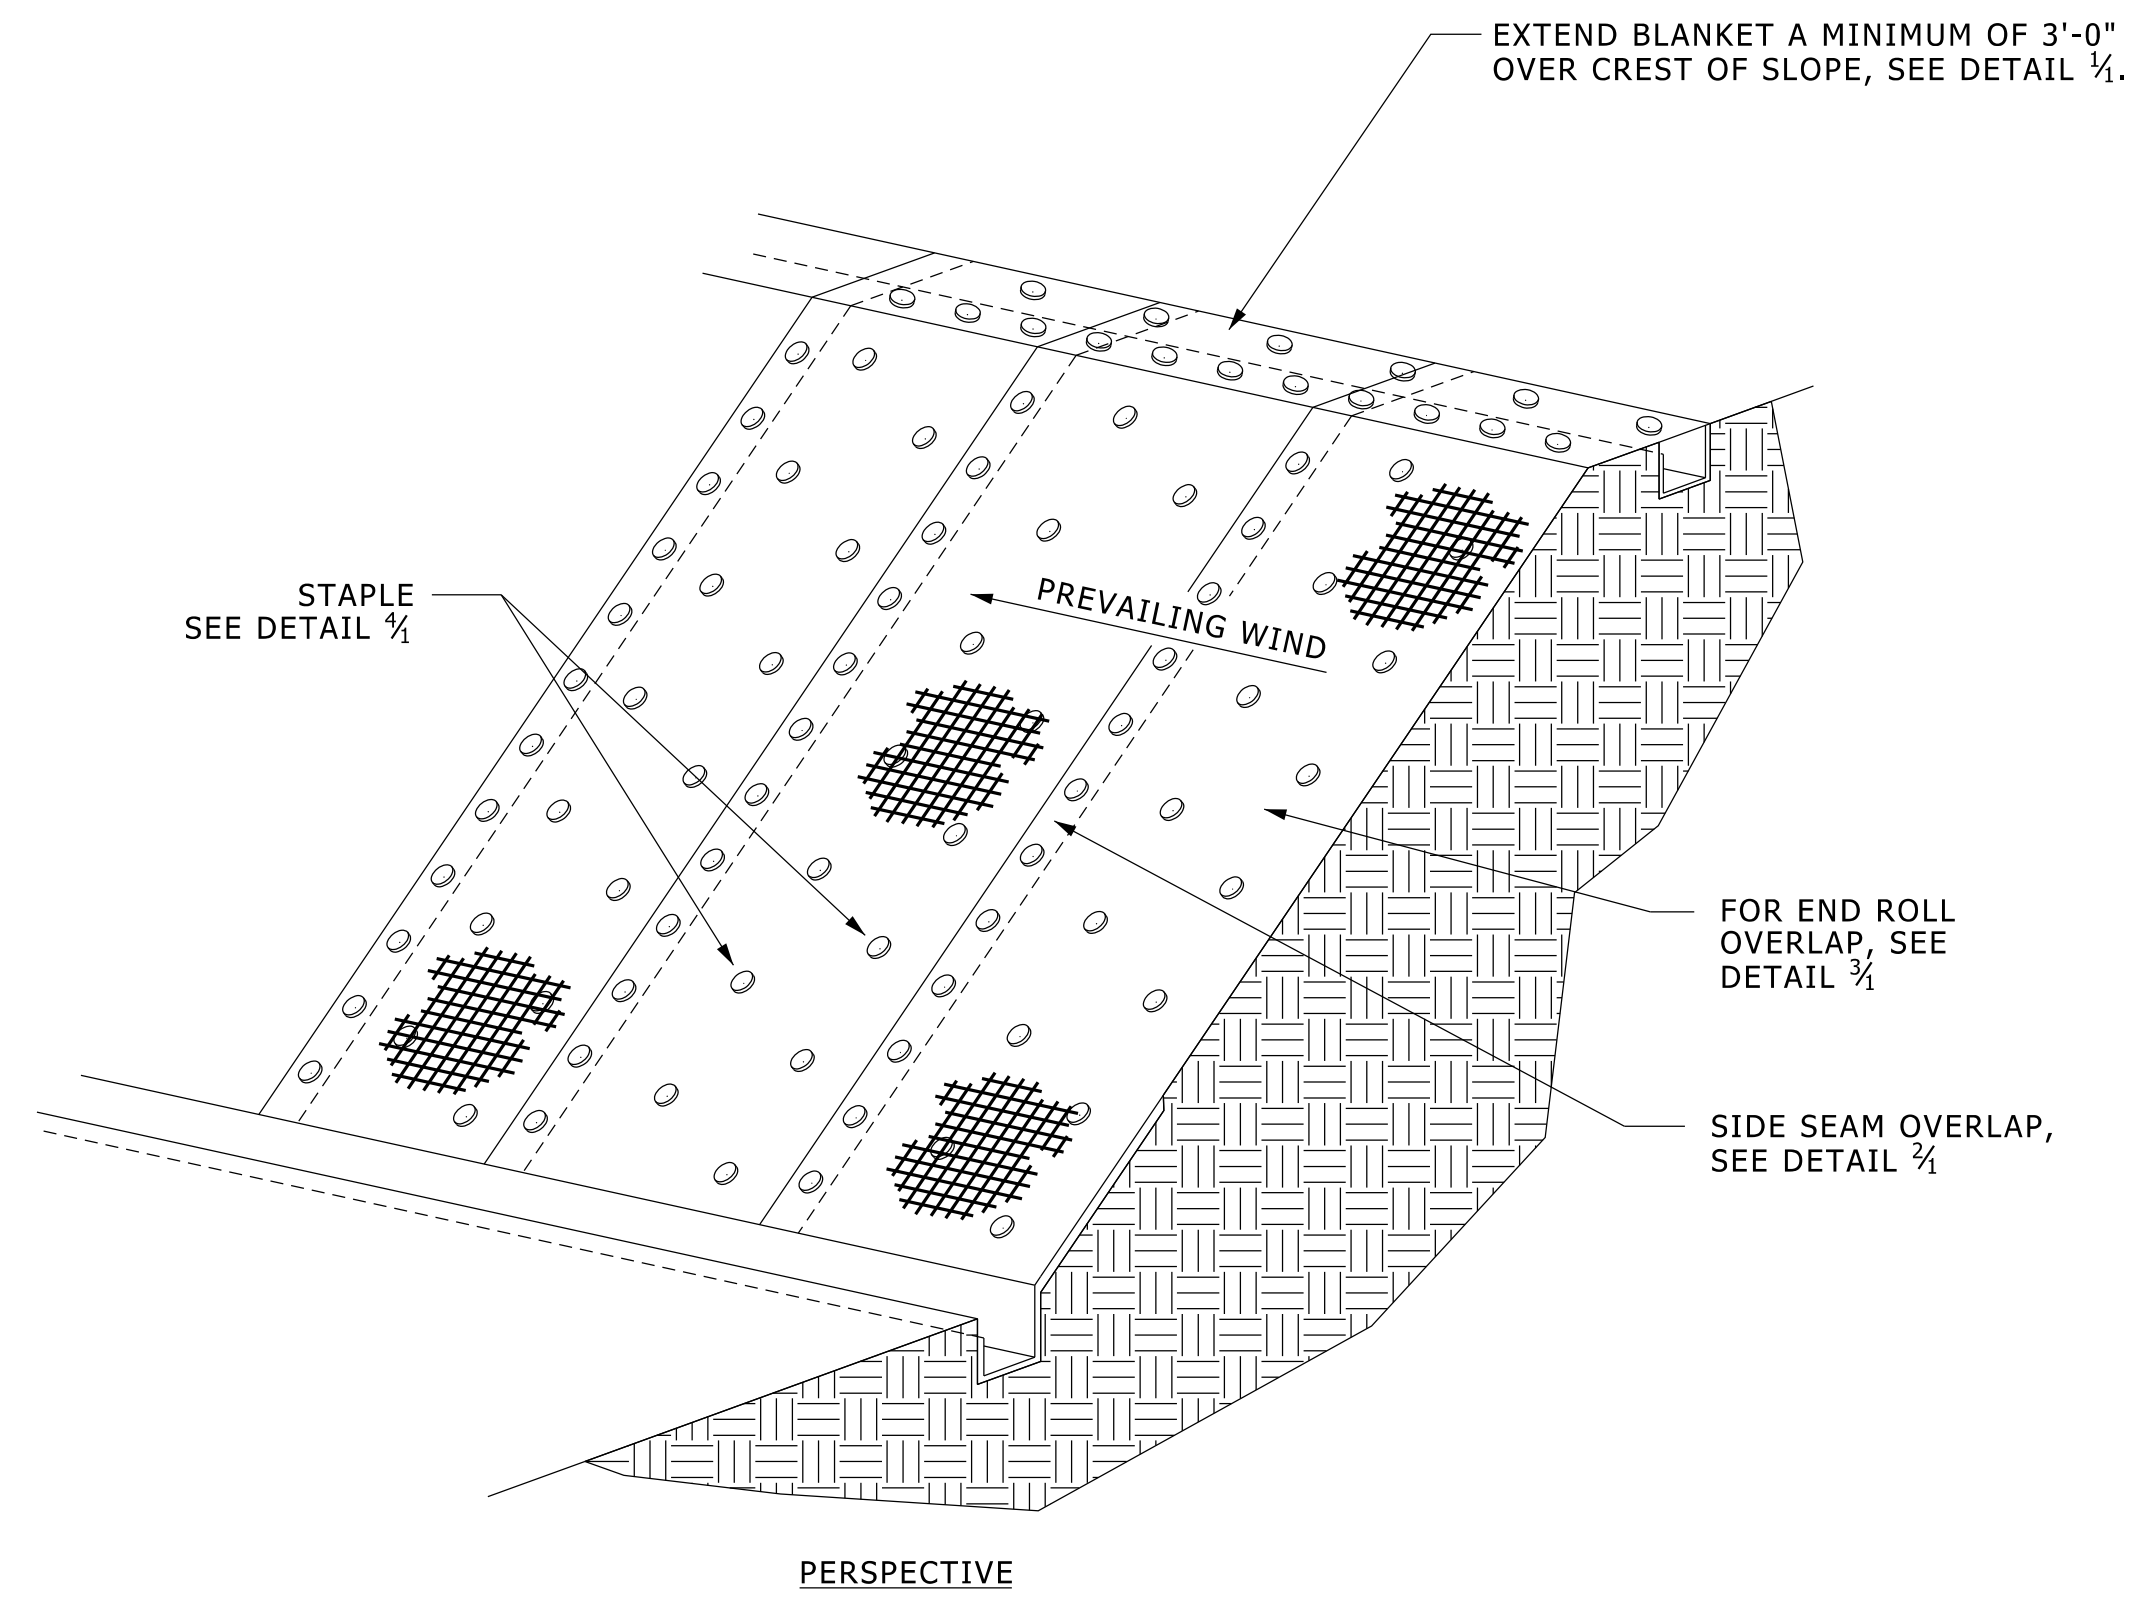 EXTEND BLANKET A MINIMUM OF 3'-0"
OVER CREST OF SLOPE, SEE DETAIL 1/1.
STAPLE
SEE DETAIL 4/1
PREVAILING WIND
FOR END ROLL
OVERLAP, SEE
DETAIL 3/1
SIDE SEAM OVERLAP,
SEE DETAIL 2/1
PERSPECTIVE